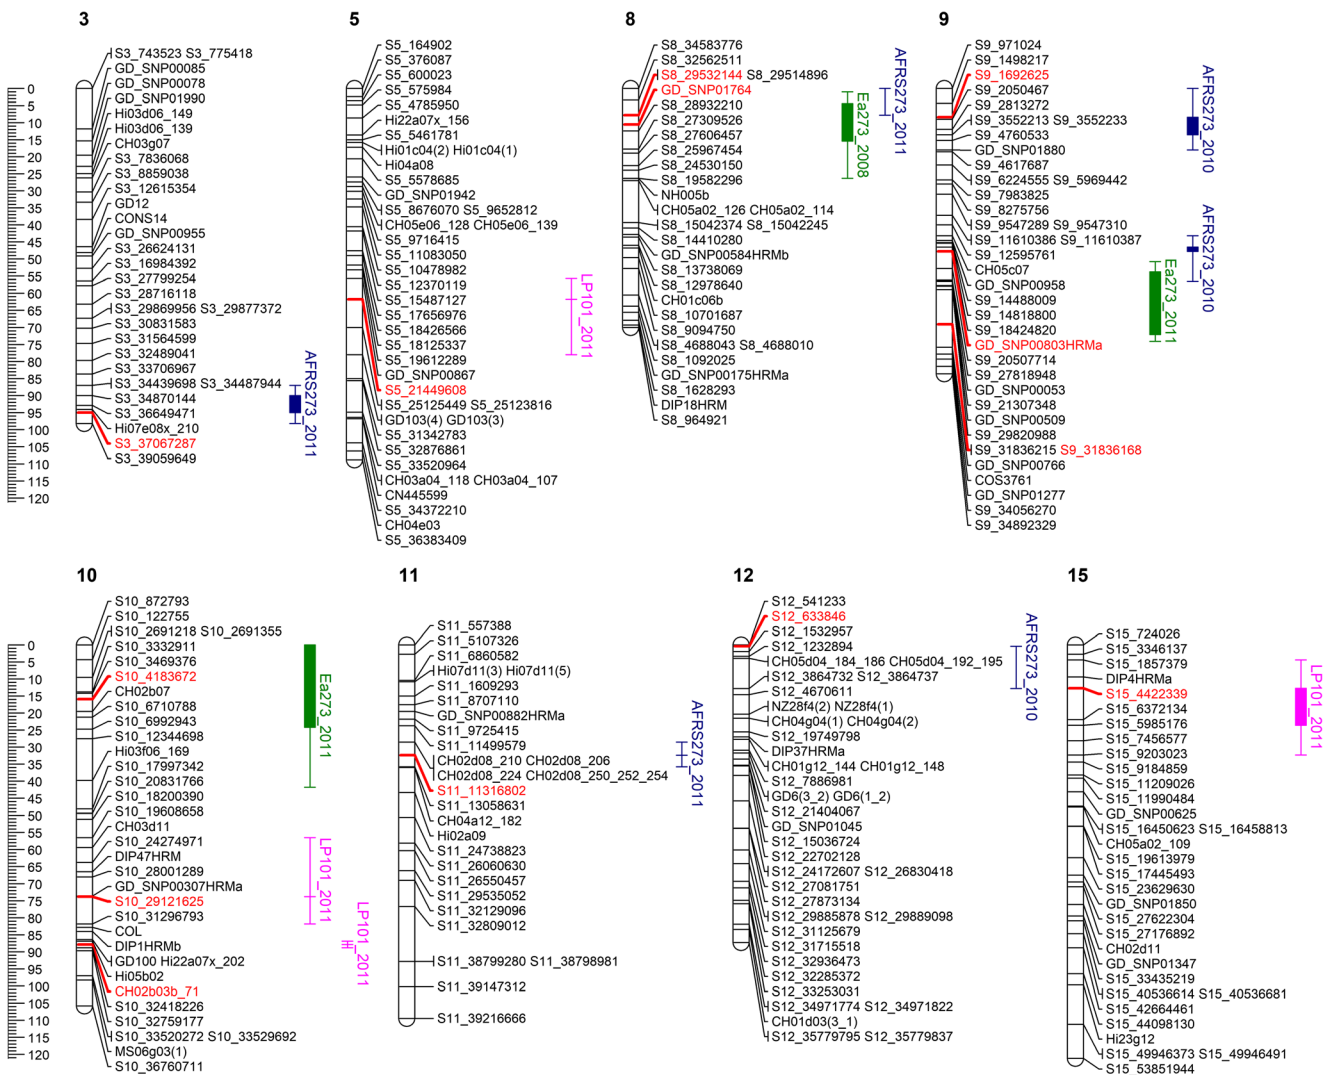 3
S3_743523 S3_775418
GD_SNP00085
GD_SNP00078
GD_SNP01990
Hi03d06_149
Hi03d06_139
CH03g07
S3_7836068
S3_8859038
S3_12615354
GD12
CONS14
GD_SNP00955
S3_26624131
S3_16984392
S3_27799254
S3_28716118
S3_29869956 S3_29877372
S3_30831583
S3_31564599
S3_32489041
S3_33706967
S3_34439698 S3_34487944
S3_34870144
S3_36649471
Hi07e08x_210
S3_37067287
S3_39059649
AFRS273_2011
0
5
10
15
20
25
30
35
40
45
50
55
60
65
70
75
80
85
90
95
100
105
110
115
120
5
S5_164902
S5_376087
S5_600023
S5_575984
S5_4785950
Hi22a07x_156
S5_5461781
Hi01c04(2) Hi01c04(1)
Hi04a08
S5_5578685
GD_SNP01942
S5_8676070 S5_9652812
CH05e06_128 CH05e06_139
S5_9716415
S5_11083050
S5_10478982
S5_12370119
S5_15487127
S5_17656976
S5_18426566
S5_18125337
S5_19612289
GD_SNP00867
S5_21449608
S5_25125449 S5_25123816
GD103(4) GD103(3)
S5_31342783
S5_32876861
S5_33520964
CH03a04_118 CH03a04_107
CN445599
S5_34372210
CH04e03
S5_36383409
LP101_2011
8
S8_34583776
S8_32562511
S8_29532144 S8_29514896
GD_SNP01764
S8_28932210
S8_27309526
S8_27606457
S8_25967454
S8_24530150
S8_19582296
NH005b
CH05a02_126 CH05a02_114
S8_15042374 S8_15042245
S8_14410280
GD_SNP00584HRMb
S8_13738069
S8_12978640
CH01c06b
S8_10701687
S8_9094750
S8_4688043 S8_4688010
S8_1092025
GD_SNP00175HRMa
S8_1628293
DIP18HRM
S8_964921
Ea273_2008
AFRS273_2011
9
S9_971024
S9_1498217
S9_1692625
S9_2050467
S9_2813272
S9_3552213 S9_3552233
S9_4760533
GD_SNP01880
S9_4617687
S9_6224555 S9_5969442
S9_7983825
S9_8275756
S9_9547289 S9_9547310
S9_11610386 S9_11610387
S9_12595761
CH05c07
GD_SNP00958
S9_14488009
S9_14818800
S9_18424820
GD_SNP00803HRMa
S9_20507714
S9_27818948
GD_SNP00053
S9_21307348
GD_SNP00509
S9_29820988
S9_31836215 S9_31836168
GD_SNP00766
COS3761
GD_SNP01277
S9_34056270
S9_34892329
AFRS273_2010
AFRS273_2010
Ea273_2011
10
S10_872793
S10_122755
S10_2691218 S10_2691355
S10_3332911
S10_3469376
S10_4183672
CH02b07
S10_6710788
S10_6992943
S10_12344698
Hi03f06_169
S10_17997342
S10_20831766
S10_18200390
S10_19608658
CH03d11
S10_24274971
DIP47HRM
S10_28001289
GD_SNP00307HRMa
S10_29121625
S10_31296793
COL
DIP1HRMb
GD100 Hi22a07x_202
Hi05b02
CH02b03b_71
S10_32418226
S10_32759177
S10_33520272 S10_33529692
MS06g03(1)
S10_36760711
Ea273_2011
LP101_2011
LP101_2011
0
5
10
15
20
25
30
35
40
45
50
55
60
65
70
75
80
85
90
95
100
105
110
115
120
11
S11_557388
S11_5107326
S11_6860582
Hi07d11(3) Hi07d11(5)
S11_1609293
S11_8707110
GD_SNP00882HRMa
S11_9725415
S11_11499579
CH02d08_210 CH02d08_206
CH02d08_224 CH02d08_250_252_254
S11_11316802
S11_13058631
CH04a12_182
Hi02a09
S11_24738823
S11_26060630
S11_26550457
S11_29535052
S11_32129096
S11_32809012
S11_38799280 S11_38798981
S11_39147312
S11_39216666
AFRS273_2011
12
S12_541233
S12_633846
S12_1532957
S12_1232894
CH05d04_184_186 CH05d04_192_195
S12_3864732 S12_3864737
S12_4670611
NZ28f4(2) NZ28f4(1)
CH04g04(1) CH04g04(2)
S12_19749798
DIP37HRMa
CH01g12_144 CH01g12_148
S12_7886981
GD6(3_2) GD6(1_2)
S12_21404067
GD_SNP01045
S12_15036724
S12_22702128
S12_24172607 S12_26830418
S12_27081751
S12_27873134
S12_29885878 S12_29889098
S12_31125679
S12_31715518
S12_32936473
S12_32285372
S12_33253031
S12_34971774 S12_34971822
CH01d03(3_1)
S12_35779795 S12_35779837
AFRS273_2010
15
S15_724026
S15_3346137
S15_1857379
DIP4HRMa
S15_4422339
S15_6372134
S15_5985176
S15_7456577
S15_9203023
S15_9184859
S15_11209026
S15_11990484
GD_SNP00625
S15_16450623 S15_16458813
CH05a02_109
S15_19613979
S15_17445493
S15_23629630
GD_SNP01850
S15_27622304
S15_27176892
CH02d11
GD_SNP01347
S15_33435219
S15_40536614 S15_40536681
S15_42664461
S15_44098130
Hi23g12
S15_49946373 S15_49946491
S15_53851944
LP101_2011